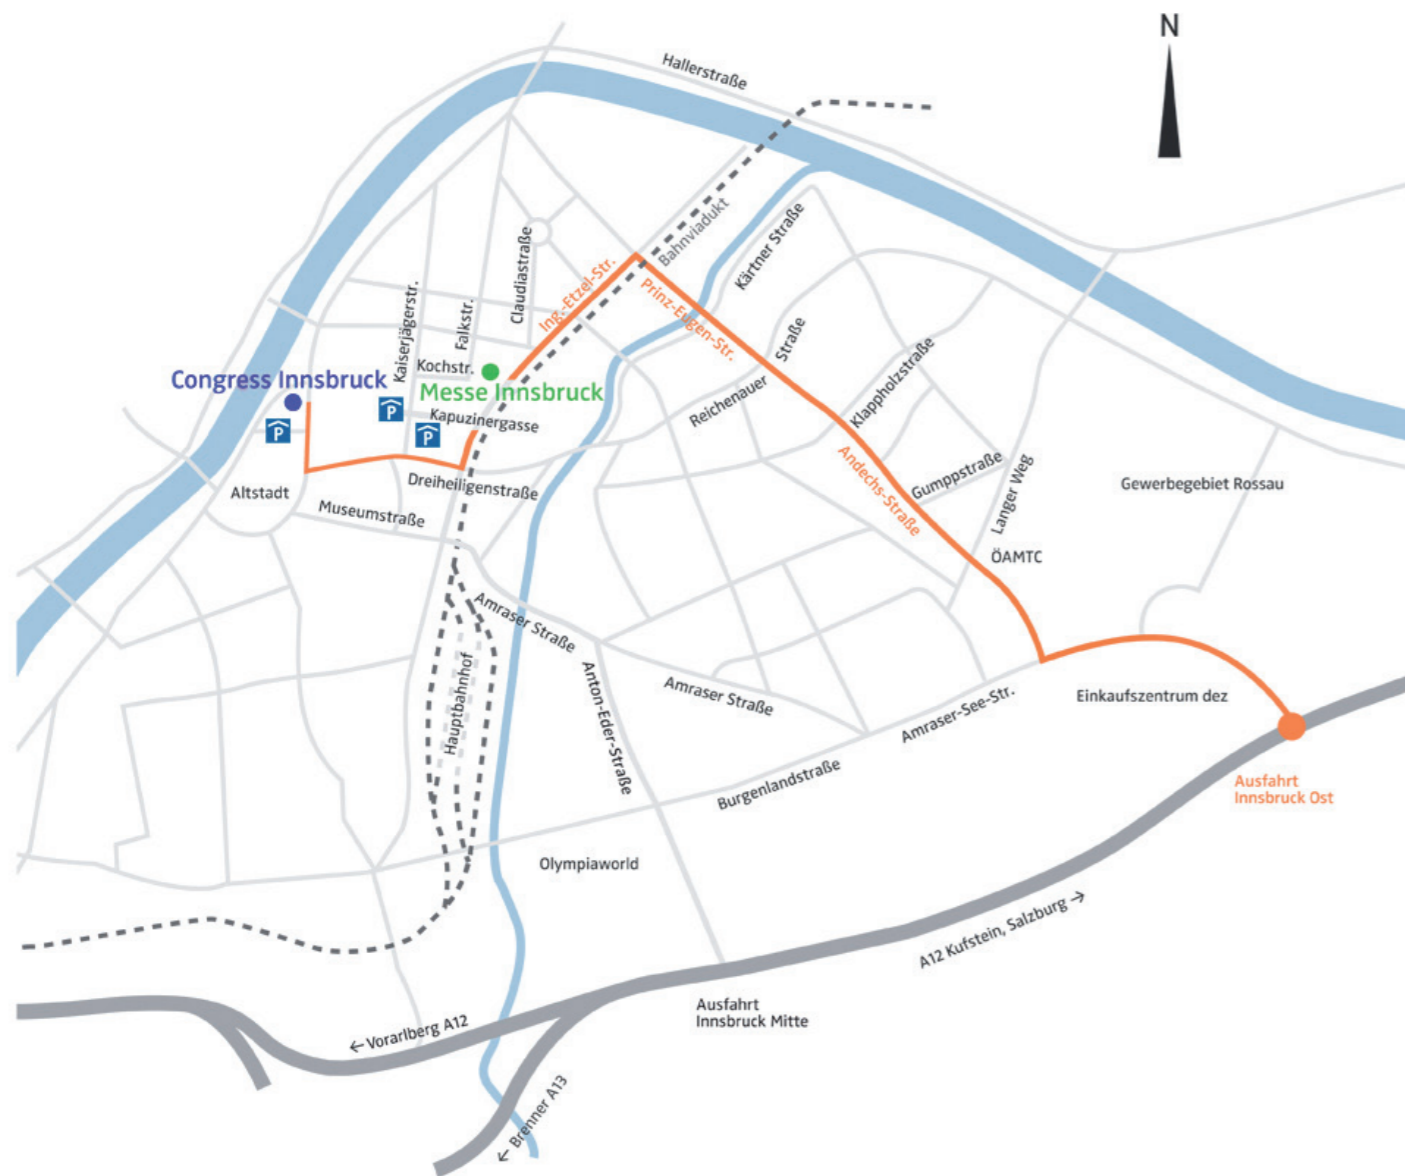 N
Hallerstraße
Bahnviadukt
Kärtner Straße
Claudiastraße
Ing.-Etzel-Str.
Prinz-Eugen-Str.
Kaiserjägerstr.
Falkstr.
Straße
Reichenauer
Kochstr.
Congress Innsbruck
Messe Innsbruck
Klappholzstraße
P
P
P
Kapuzinergasse
Andechs-Straße
Gumppstraße
Langer Weg
Gewerbegebiet Rossau
Altstadt
Dreiheiligenstraße
Museumstraße
ÖAMTC
Amraser Straße
Hauptbahnhof
Anton-Eder-Straße
Amraser Straße
Amraser-See-Str.
Einkaufszentrum dez
Burgenlandstraße
Ausfahrt
Innsbruck Ost
Olympiaworld
A12 Kufstein, Salzburg →
Ausfahrt
Innsbruck Mitte
← Vorarlberg A12
← Brenner A13